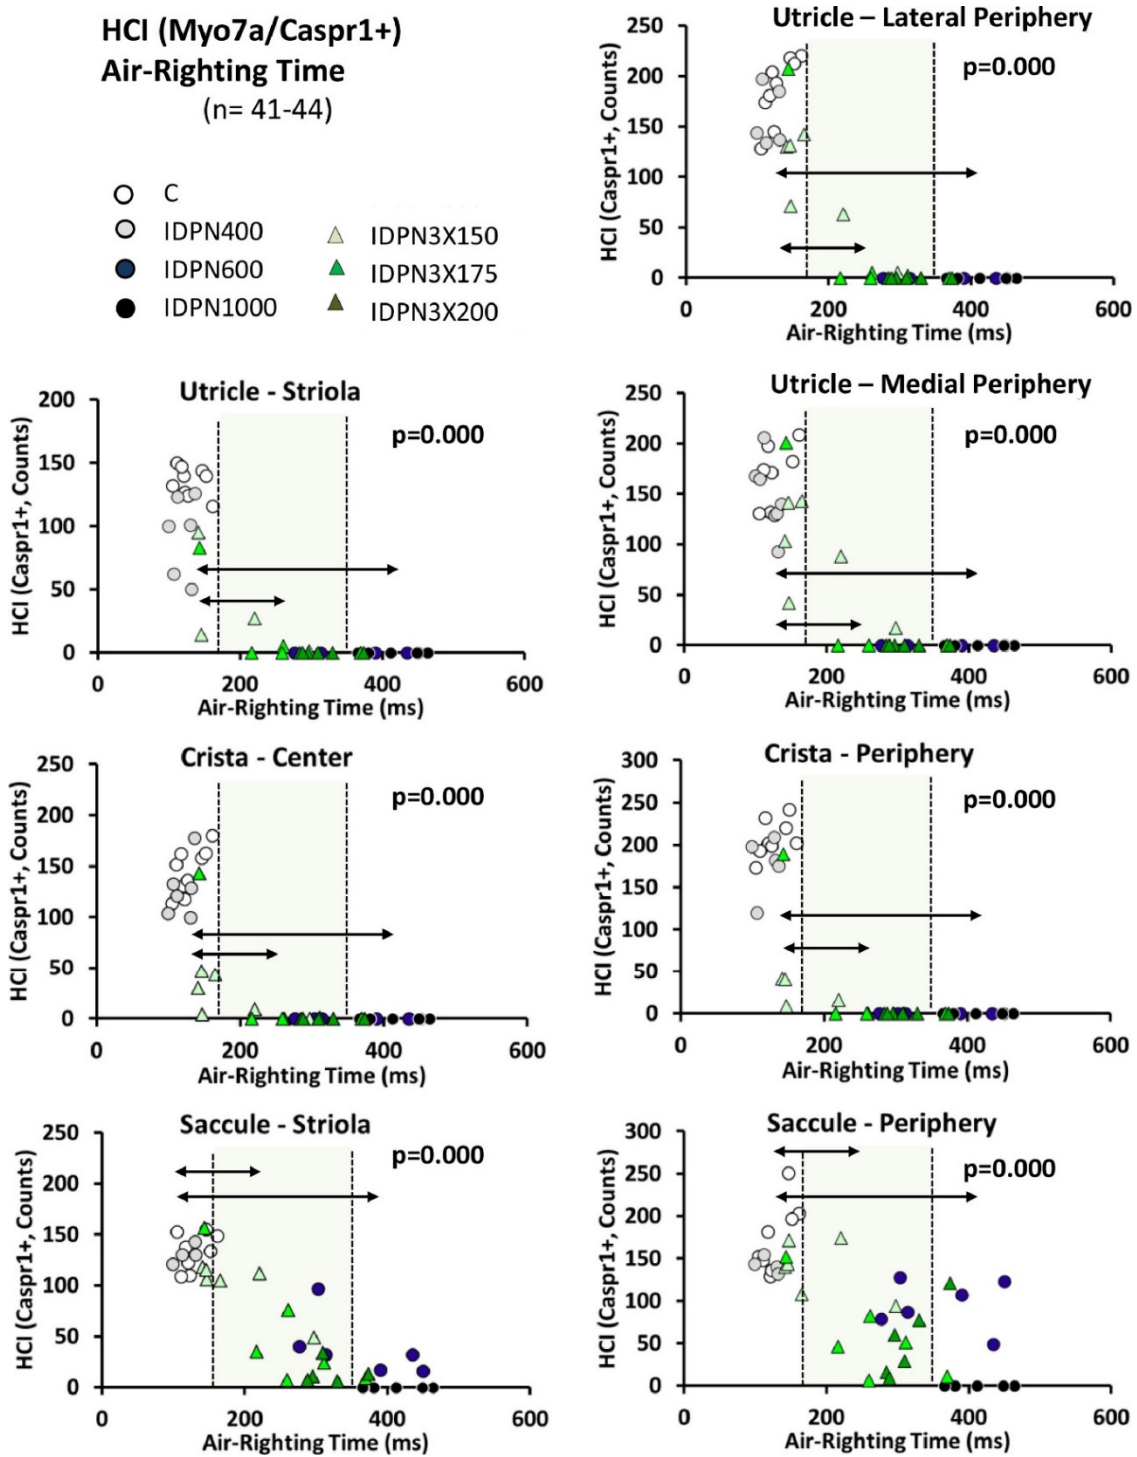 HCI (Myo7a/Caspr1+)
Air-Righting Time
(n= 41-44)
C
IDPN400
IDPN600
IDPN1000
IDPN3X150
IDPN3X175
IDPN3X200
Utricle – Lateral Periphery
p=0.000
HCI (Caspr1+, Counts)
250
200
150
100
50
0
0
200
400
600
Air-Righting Time (ms)
Utricle - Striola
p=0.000
HCI (Caspr1+, Counts)
200
150
100
50
0
0
200
400
600
Air-Righting Time (ms)
Utricle – Medial Periphery
p=0.000
HCI (Caspr1+, Counts)
250
200
150
100
50
0
0
200
400
600
Air-Righting Time (ms)
Crista - Center
p=0.000
HCI (Caspr1+, Counts)
250
200
150
100
50
0
0
200
400
600
Air-Righting Time (ms)
Crista - Periphery
p=0.000
HCI (Caspr1+, Counts)
300
250
200
150
100
50
0
0
200
400
600
Air-Righting Time (ms)
Saccule - Striola
p=0.000
HCI (Caspr1+, Counts)
250
200
150
100
50
0
0
200
400
600
Air-Righting Time (ms)
Saccule - Periphery
p=0.000
HCI (Caspr1+, Counts)
300
250
200
150
100
50
0
0
200
400
600
Air-Righting Time (ms)